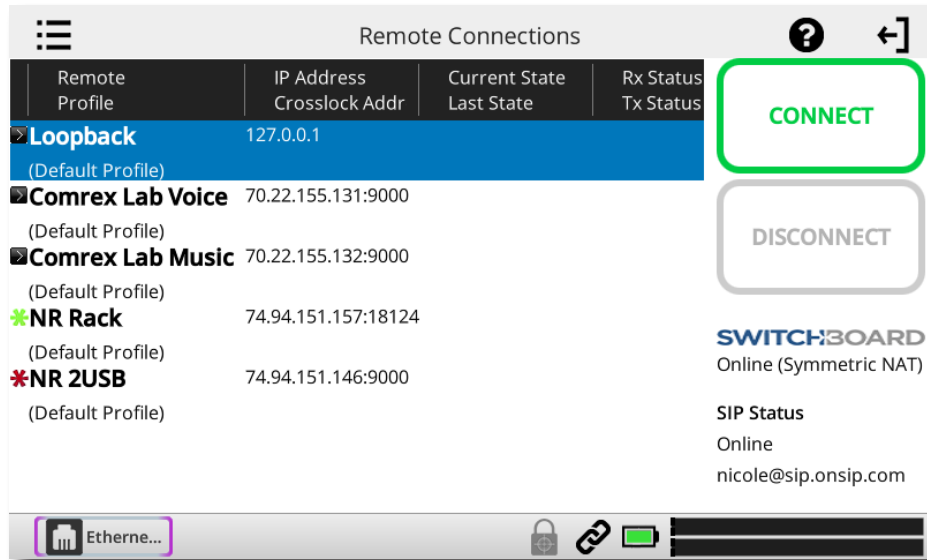 Remote Connections
Remote Profile
IP Address Crosslock Addr
Current State Last State
Rx Status Tx Status
Loopback 127.0.0.1
(Default Profile)
Comrex Lab Voice 70.22.155.131:9000
(Default Profile)
Comrex Lab Music 70.22.155.132:9000
(Default Profile)
NR Rack 74.94.151.157:18124
(Default Profile)
NR 2USB 74.94.151.146:9000
(Default Profile)
CONNECT
DISCONNECT
SWITCHBOARD
Online (Symmetric NAT)
SIP Status
Online
nicole@sip.onsip.com
Etherne...